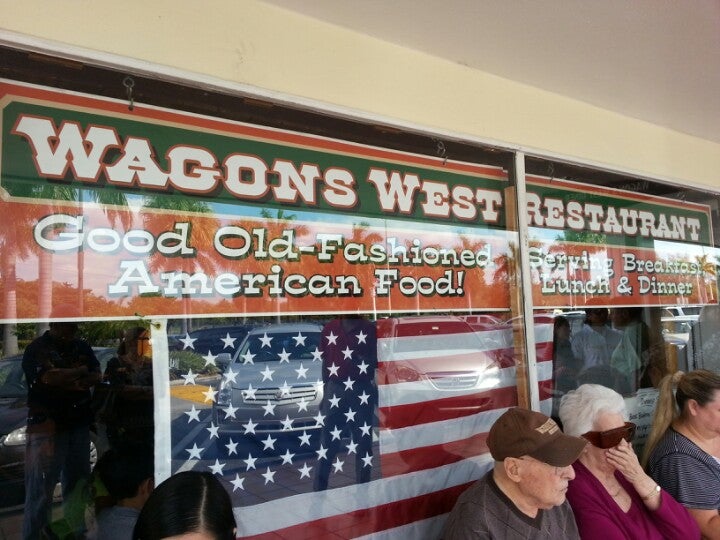 WAGONS WEST RESTAURANT
Good Old-Fashioned
American Food!
Serving Breakfast
Lunch & Dinner